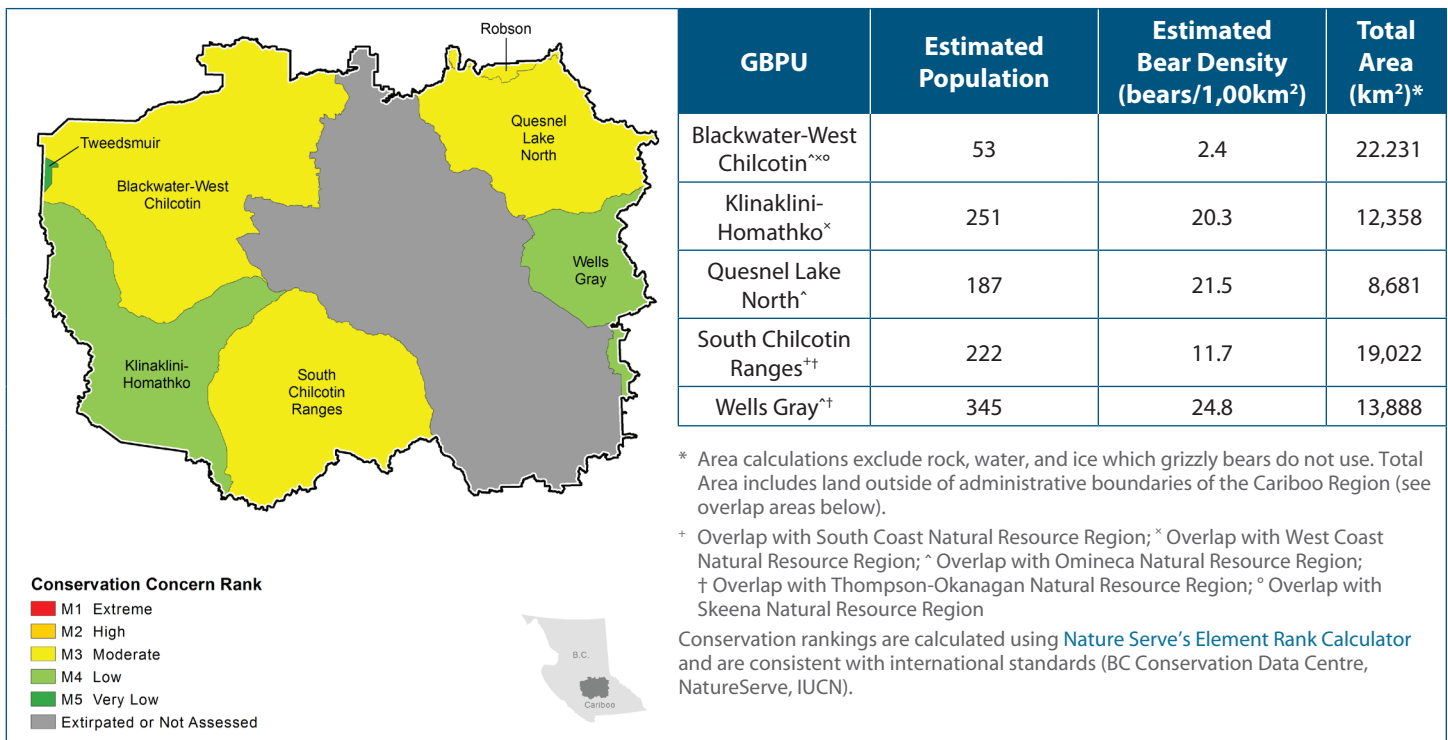 Robson
Tweedsmuir
Quesnel
Lake
North
Blackwater-West
Chilcotin
Wells
Gray
Klinaklini-
Homathko
South
Chilcotin
Ranges
Conservation Concern Rank
M1 Extreme
M2 High
M3 Moderate
M4 Low
M5 Very Low
Extirpated or Not Assessed
B.C.
Cariboo
GBPU
Estimated
Population
Estimated
Bear Density
(bears/1,00km²)
Total
Area
(km²)*
Blackwater-West
Chilcotin^×° 53 2.4 22.231
Klinaklini-
Homathko× 251 20.3 12,358
Quesnel Lake
North^ 187 21.5 8,681
South Chilcotin
Ranges+† 222 11.7 19,022
Wells Gray^† 345 24.8 13,888
* Area calculations exclude rock, water, and ice which grizzly bears do not use. Total
Area includes land outside of administrative boundaries of the Cariboo Region (see
overlap areas below).
+ Overlap with South Coast Natural Resource Region; × Overlap with West Coast
Natural Resource Region; ^ Overlap with Omineca Natural Resource Region;
† Overlap with Thompson-Okanagan Natural Resource Region; ° Overlap with
Skeena Natural Resource Region
Conservation rankings are calculated using Nature Serve's Element Rank Calculator
and are consistent with international standards (BC Conservation Data Centre,
NatureServe, IUCN).